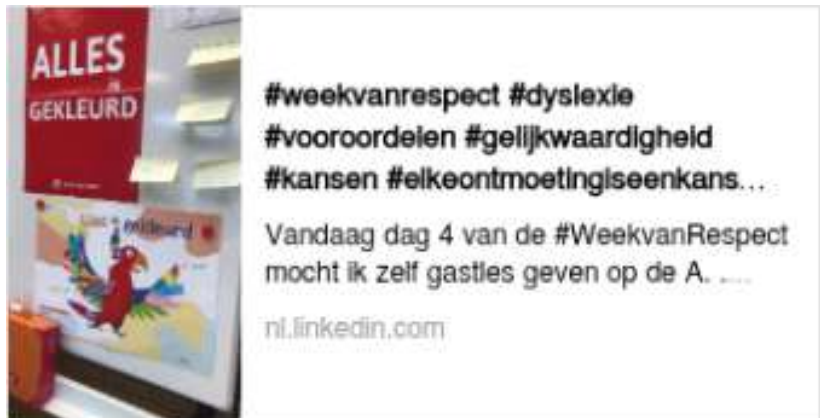 ALLES
GEKLEURD
#weekvanrespect #dyslexie
#vooroordelen #gelijkwaardigheid
#kansen #elkeontmoetingiseenkans...
Vandaag dag 4 van de #WeekvanRespect
mocht ik zelf gastles geven op de A. ....
nl.linkedin.com